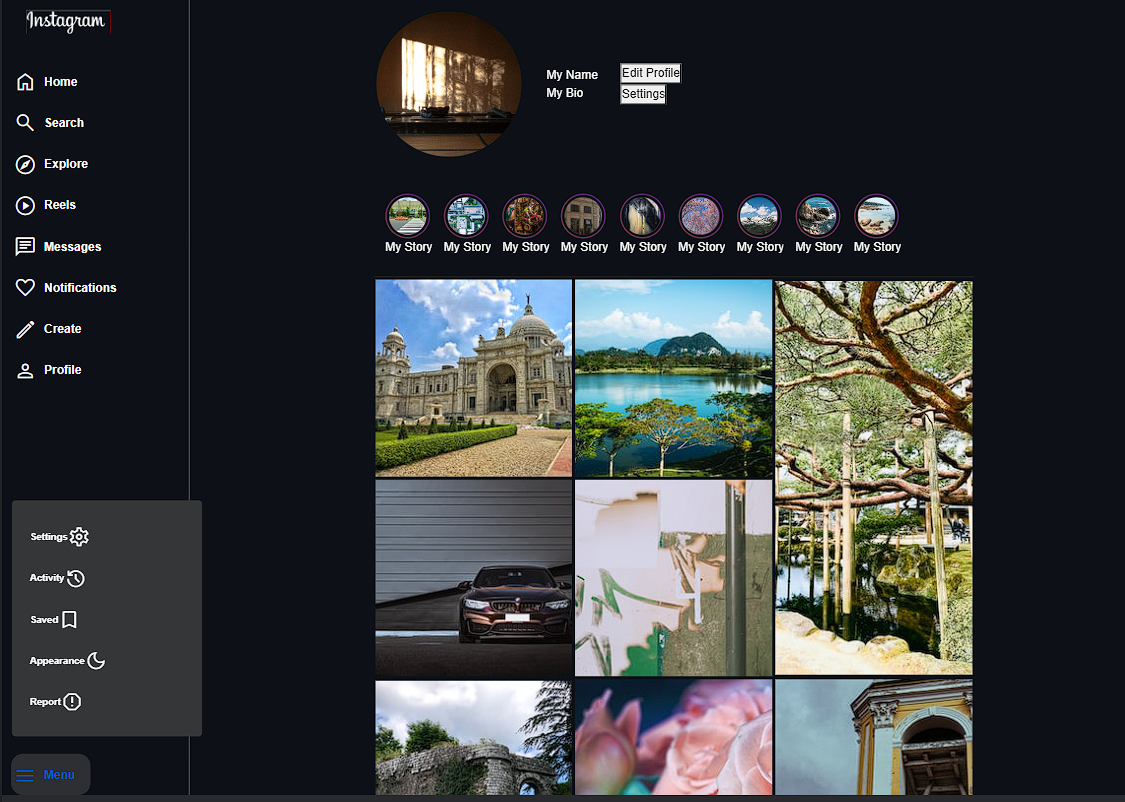 Instagram
Home
Search
Explore
Reels
Messages
Notifications
Create
Profile
Settings
Activity
Saved
Appearance
Report
Menu
My Name
Edit Profile
My Bio
Settings
My Story My Story My Story My Story My Story My Story My Story My Story My Story
4